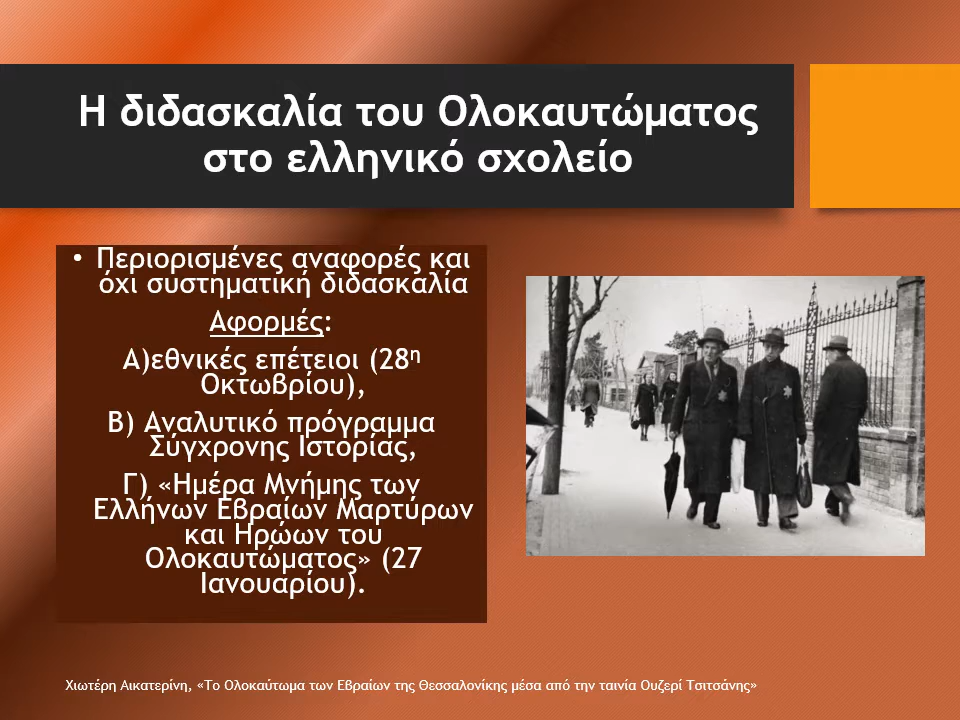 Η διδασκαλία του Ολοκαυτώματος
στο ελληνικό σχολείο
• Περιορισμένες αναφορές και
όχι συστηματική διδασκαλία
Αφορμές:
Α)εθνικές επέτειοι (28η
Οκτωβρίου),
Β) Αναλυτικό πρόγραμμα
Σύγχρονης Ιστορίας,
Γ) «Ημέρα Μνήμης των
Ελλήνων Εβραίων Μαρτύρων
και Ηρώων του
Ολοκαυτώματος» (27
Ιανουαρίου).
Χιωτέρη Αικατερίνη, «Το Ολοκαύτωμα των Εβραίων της Θεσσαλονίκης μέσα από την ταινία Ουζερί Τσιτσάνης»